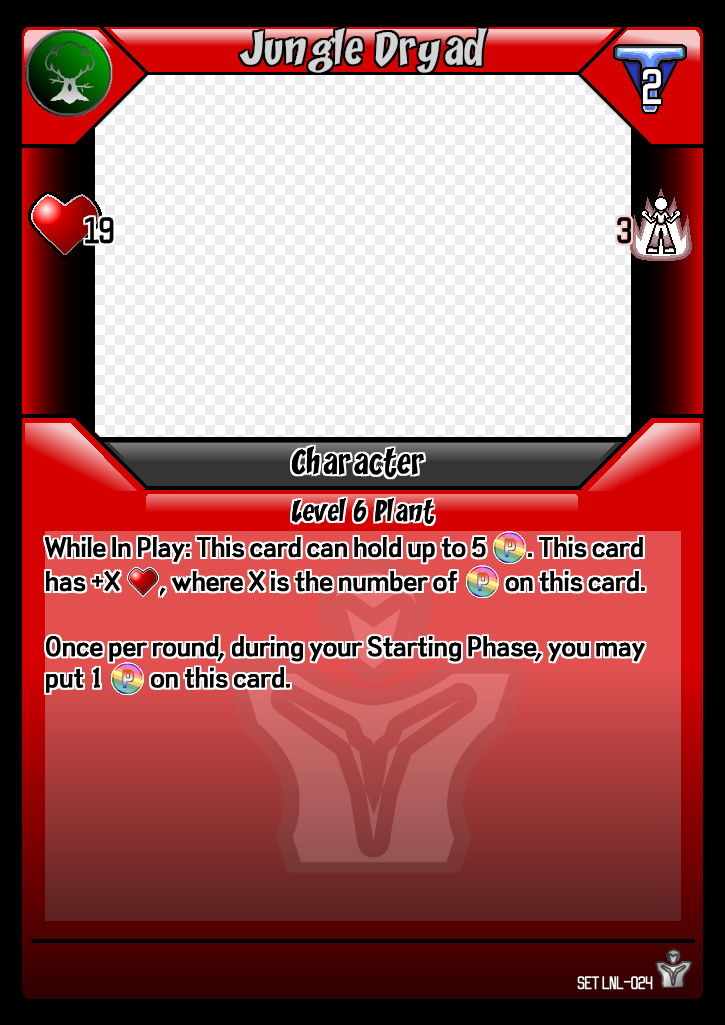 Jungle Dryad
2
19
3
Character
Level 6 Plant
While In Play: This card can hold up to 5 P. This card
has +X , where X is the number of P on this card.
Once per round, during your Starting Phase, you may
put 1 P on this card.
SET LNL-024